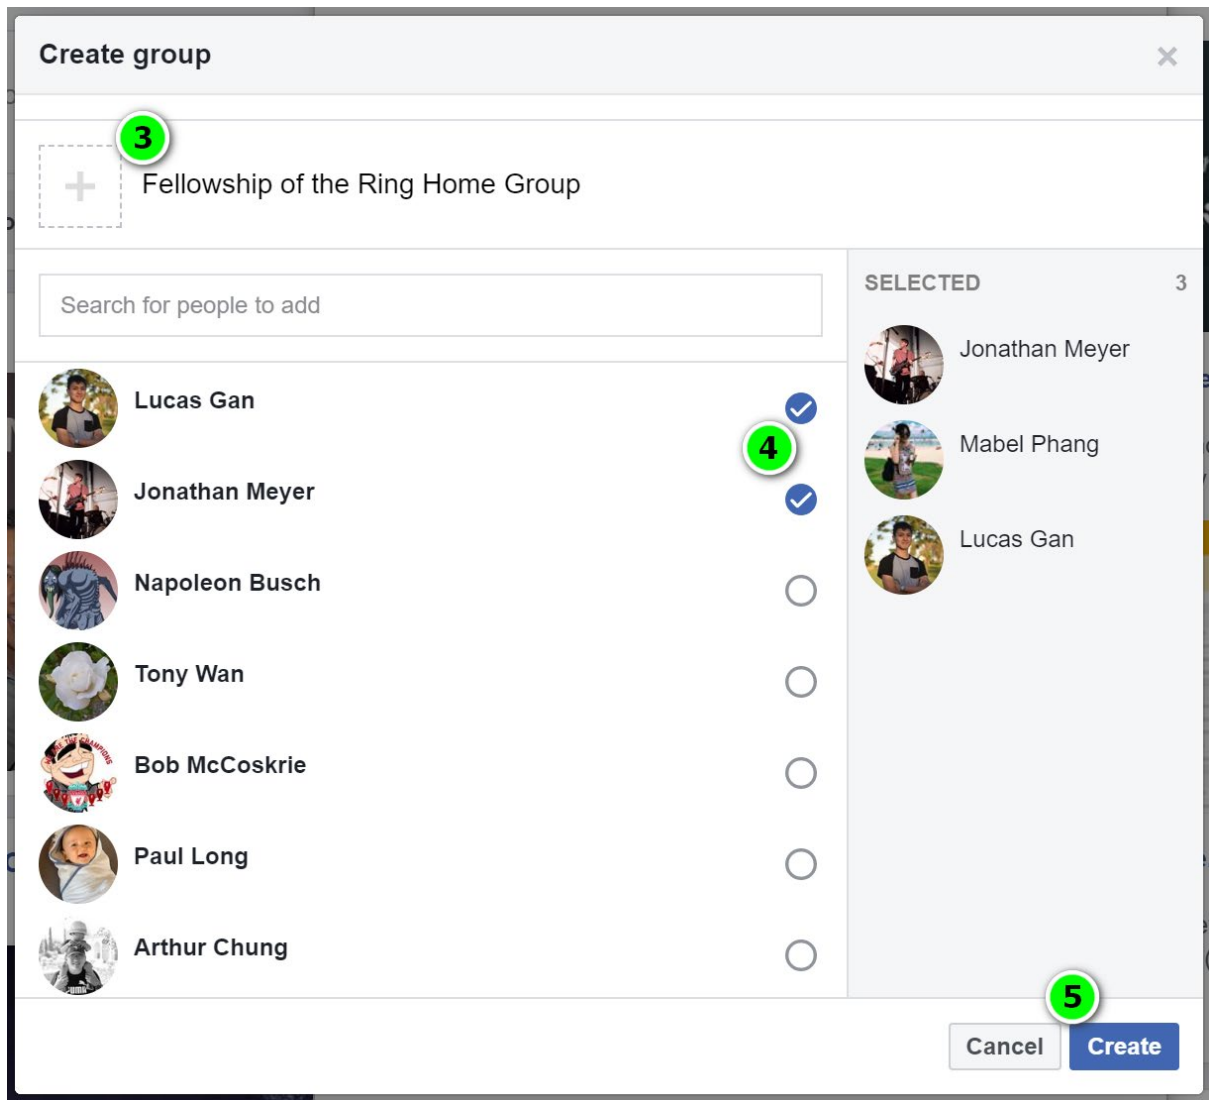 Create group
×
3
Fellowship of the Ring Home Group
Search for people to add
SELECTED 3
Jonathan Meyer
Mabel Phang
Lucas Gan
Lucas Gan
4
Jonathan Meyer
Napoleon Busch
Tony Wan
Bob McCoskrie
Paul Long
Arthur Chung
5
Cancel
Create